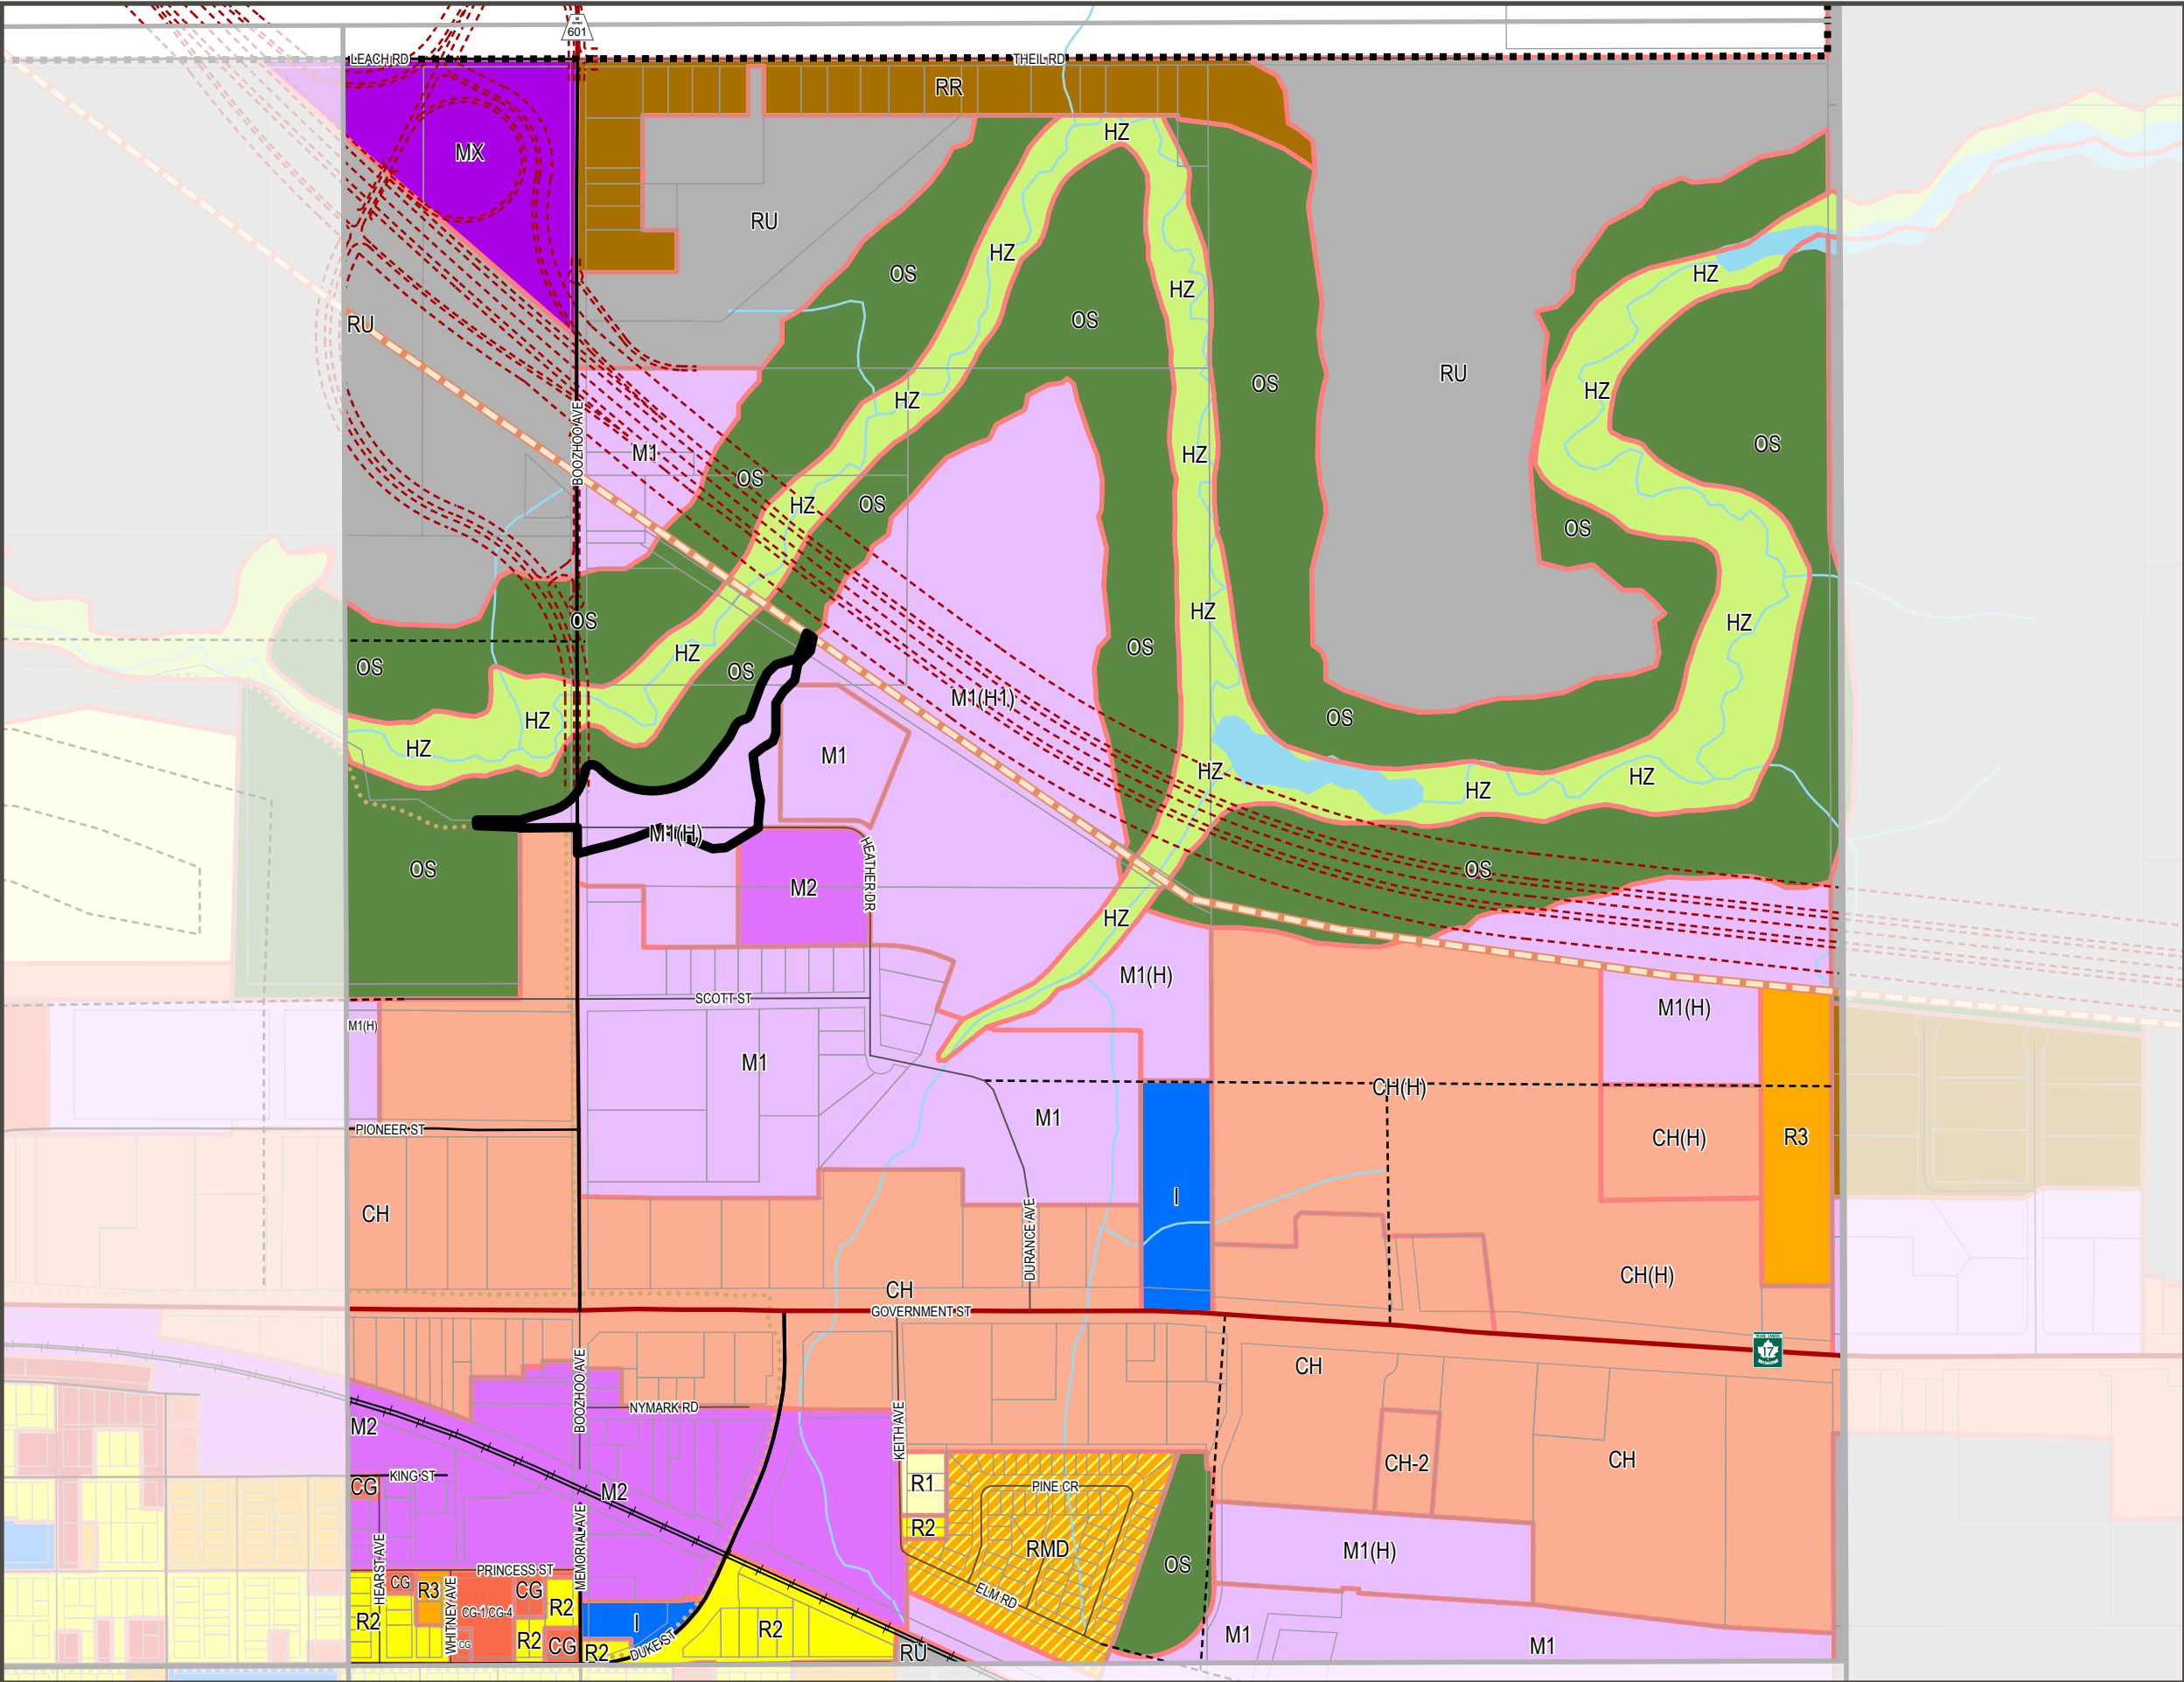 601
LEACH RD
THEIL RD
RR
HZ
MX
RU
HZ
OS
HZ
HZ
OS
RU
RU
OS
HZ
HZ
BOOZHOO AVE
M1
OS
HZ
OS
HZ
OS
OS
HZ
OS
HZ
HZ
OS
OS
HZ
OS
OS
M1(H1)
HZ
HZ
OS
M1
HZ
HZ
HZ
M1(H)
HEATHER DR
OS
M2
OS
HZ
M1(H)
SCOTT ST
M1(H)
M1(H)
M1
CH(H)
M1
PIONEER ST
CH(H)
R3
I
CH
DURANCE AVE
CH(H)
CH
GOVERNMENT ST
TRANS CANADA
17
CH
BOOZHOO AVE
NYMARK RD
KEITH AVE
M2
CH-2
CH
KING ST
CG
M2
R1
PINE CR
R2
RMD
MEMORIAL AVE
M1(H)
OS
HEARST AVE
PRINCESS ST
CG
R3
WHITNEY AVE
CG
CG-1/CG-4
R2
ELM RD
R2
I
R2
M1
CG
R2
CG
R2
DUKE ST
RU
M1